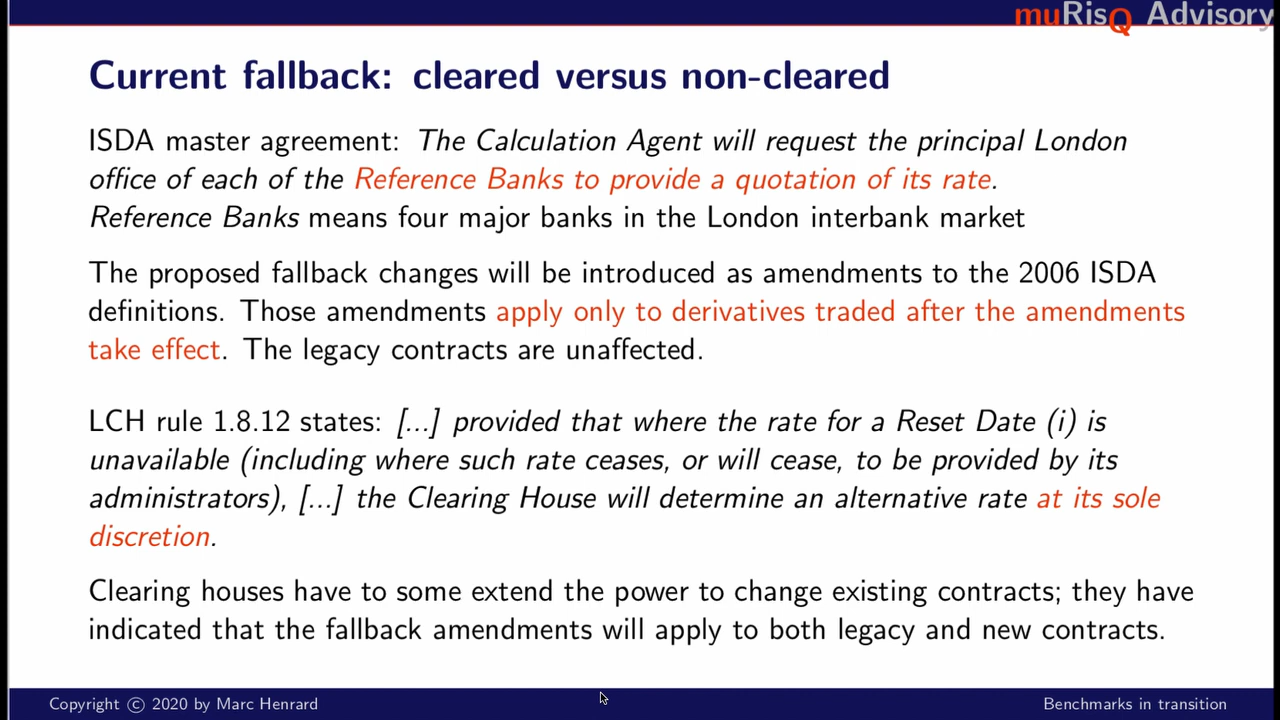 muRisQ Advisory
Current fallback: cleared versus non-cleared
ISDA master agreement: The Calculation Agent will request the principal London
office of each of the Reference Banks to provide a quotation of its rate.
Reference Banks means four major banks in the London interbank market
The proposed fallback changes will be introduced as amendments to the 2006 ISDA
definitions. Those amendments apply only to derivatives traded after the amendments
take effect. The legacy contracts are unaffected.
LCH rule 1.8.12 states: [...] provided that where the rate for a Reset Date (i) is
unavailable (including where such rate ceases, or will cease, to be provided by its
administrators), [...] the Clearing House will determine an alternative rate at its sole
discretion.
Clearing houses have to some extend the power to change existing contracts; they have
indicated that the fallback amendments will apply to both legacy and new contracts.
Copyright © 2020 by Marc Henrard
Benchmarks in transition